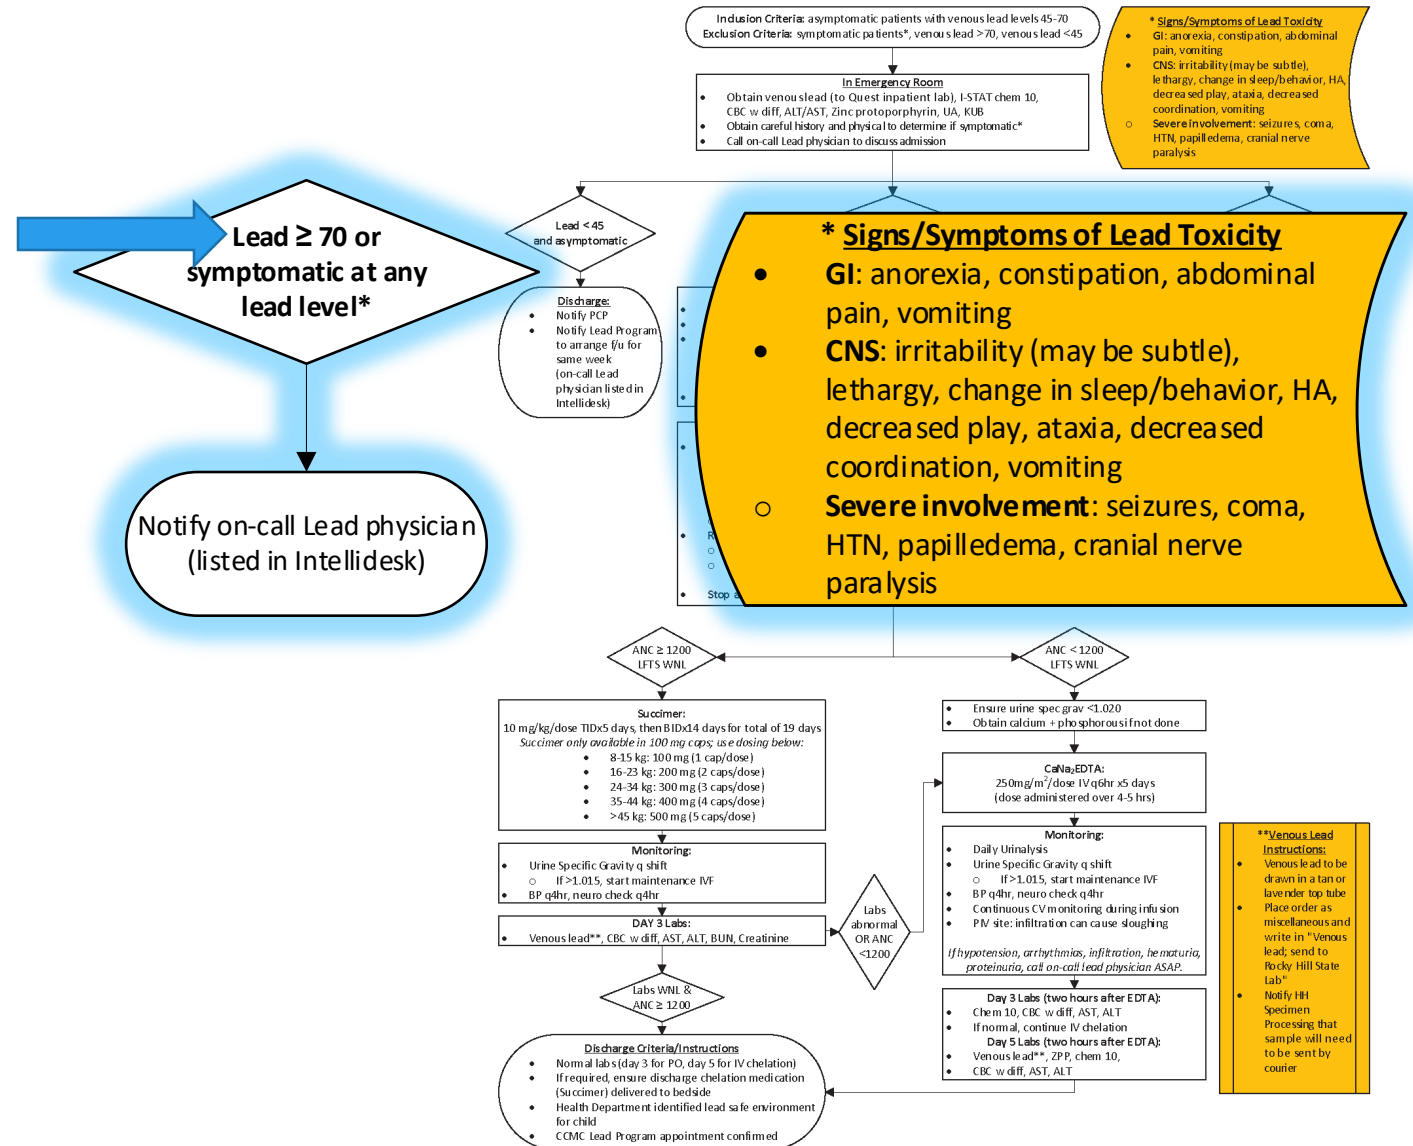 Inclusion Criteria: asymptomatic patients with venous lead levels 45-70
Exclusion Criteria: symptomatic patients*, venous lead >70, venous lead <45
* Signs/Symptoms of Lead Toxicity
• GI: anorexia, constipation, abdominal
pain, vomiting
• CNS: irritability (may be subtle),
lethargy, change in sleep/behavior, HA,
decreased play, ataxia, decreased
coordination, vomiting
○ Severe involvement: seizures, coma,
HTN, papilledema, cranial nerve
paralysis
In Emergency Room
• Obtain venous lead (to Quest inpatient lab), I-STAT chem 10,
CBC w diff, ALT/AST, Zinc protoporphyrin, UA, KUB
• Obtain careful history and physical to determine if symptomatic*
• Call on-call Lead physician to discuss admission
Lead ≥ 70 or
symptomatic at any
lead level*
Notify on-call Lead physician
(listed in Intellidesk)
Lead < 45
and asymptomatic
Discharge:
• Notify PCP
• Notify Lead Program
to arrange f/u for
same week
(on-call Lead
physician listed in
Intellidesk)
* Signs/Symptoms of Lead Toxicity
• GI: anorexia, constipation, abdominal
pain, vomiting
• CNS: irritability (may be subtle),
lethargy, change in sleep/behavior, HA,
decreased play, ataxia, decreased
coordination, vomiting
○ Severe involvement: seizures, coma,
HTN, papilledema, cranial nerve
paralysis
• Stop
ANC ≥ 1200
LFTS WNL
ANC < 1200
LFTS WNL
Succimer:
10 mg/kg/dose TIDx5 days, then BIDx14 days for total of 19 days
Succimer only available in 100 mg caps; use dosing below:
• 8-15 kg: 100 mg (1 cap/dose)
• 16-23 kg: 200 mg (2 caps/dose)
• 24-34 kg: 300 mg (3 caps/dose)
• 35-44 kg: 400 mg (4 caps/dose)
• >45 kg: 500 mg (5 caps/dose)
Monitoring:
• Urine Specific Gravity q shift
○ If >1.015, start maintenance IVF
• BP q4hr, neuro check q4hr
DAY 3 Labs:
• Venous lead**, CBC w diff, AST, ALT, BUN, Creatinine
Labs WNL &
ANC ≥ 1200
Labs
abnormal
OR ANC
<1200
• Ensure urine spec grav <1.020
• Obtain calcium + phosphorous if not done
CaNa₂EDTA:
250mg/m²/dose IV q6hr x5 days
(dose administered over 4-5 hrs)
Monitoring:
• Daily Urinalysis
• Urine Specific Gravity q shift
○ If >1.015, start maintenance IVF
• BP q4hr, neuro check q4hr
• Continuous CV monitoring during infusion
• PIV site: infiltration can cause sloughing
If hypotension, arrhythmias, infiltration, hematuria,
proteinuria, call on-call lead physician ASAP.
Day 3 Labs (two hours after EDTA):
• Chem 10, CBC w diff, AST, ALT
• If normal, continue IV chelation
Day 5 Labs (two hours after EDTA):
• Venous lead**, ZPP, chem 10,
• CBC w diff, AST, ALT
**Venous Lead
Instructions:
• Venous lead to be
drawn in a tan or
lavender top tube
• Place order as
miscellaneous and
write in "Venous
lead; send to
Rocky Hill State
Lab"
• Notify HH
Specimen
Processing that
sample will need
to be sent by
courier
Discharge Criteria/Instructions
• Normal labs (day 3 for PO, day 5 for IV chelation)
• If required, ensure discharge chelation medication
(Succimer) delivered to bedside
• Health Department identified lead safe environment
for child
• CCMC Lead Program appointment confirmed